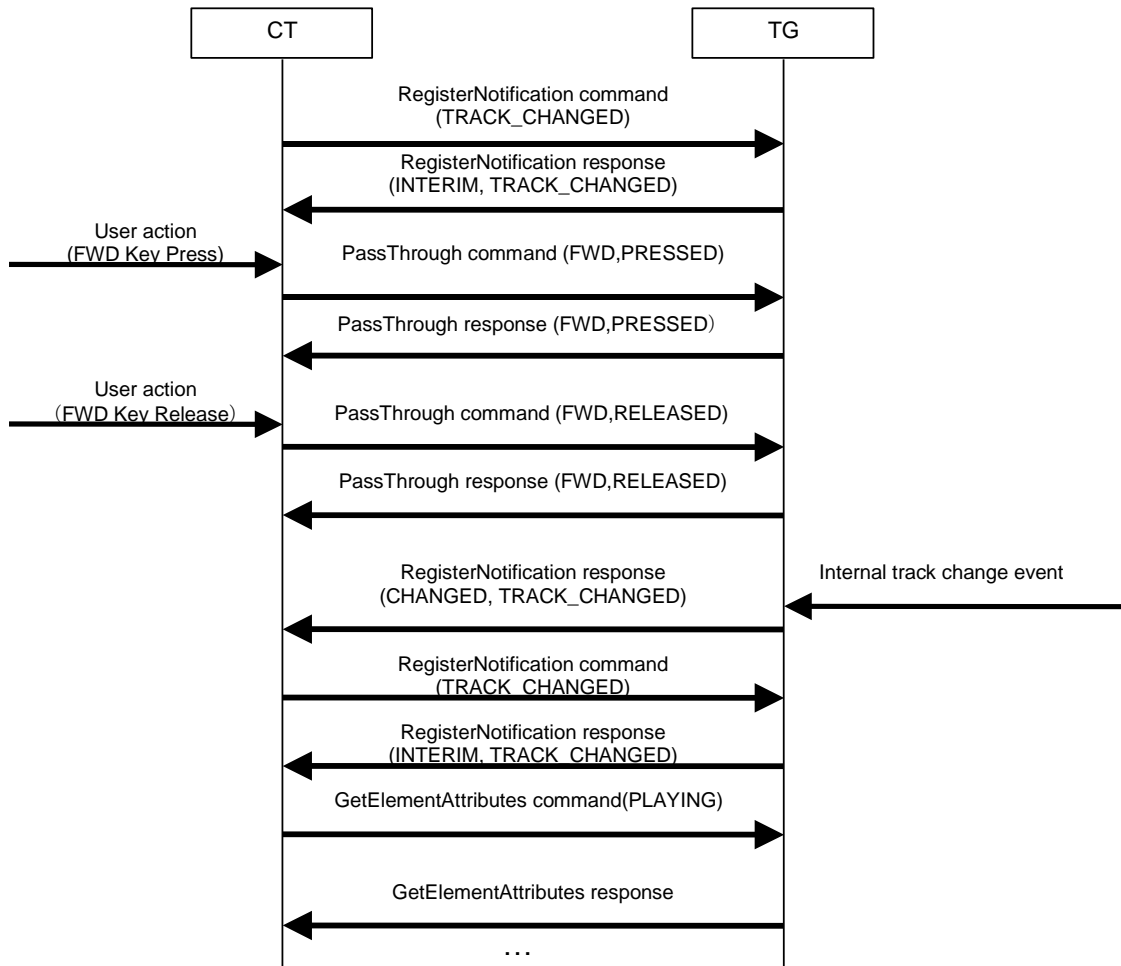 CT
TG
RegisterNotification command
(TRACK_CHANGED)
RegisterNotification response
(INTERIM, TRACK_CHANGED)
User action
(FWD Key Press)
PassThrough command (FWD,PRESSED)
PassThrough response (FWD,PRESSED）
User action
（FWD Key Release）
PassThrough command (FWD,RELEASED)
PassThrough response (FWD,RELEASED)
RegisterNotification response
(CHANGED, TRACK_CHANGED)
Internal track change event
RegisterNotification command
(TRACK_CHANGED)
RegisterNotification response
(INTERIM, TRACK_CHANGED)
GetElementAttributes command(PLAYING)
GetElementAttributes response
...